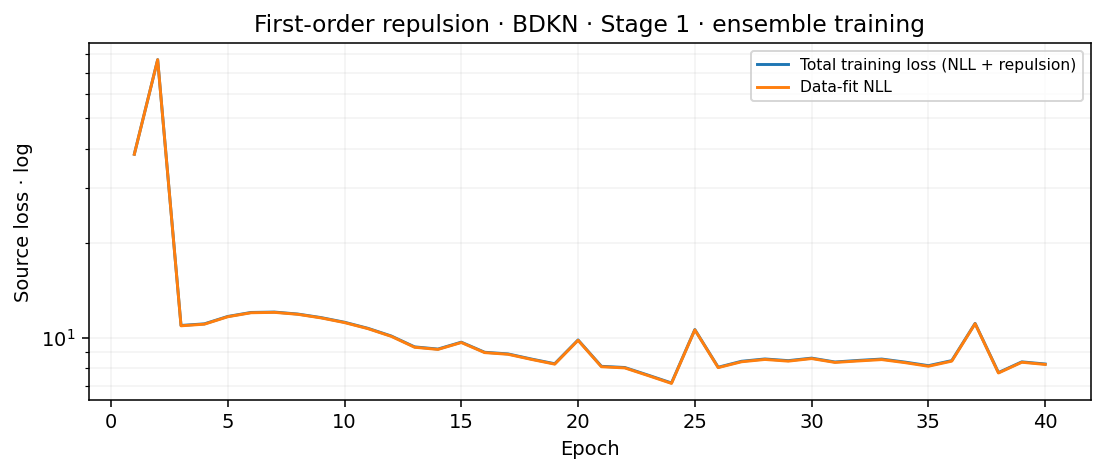 First-order repulsion · BDKN · Stage 1 · ensemble training
Total training loss (NLL + repulsion)
Data-fit NLL
Source loss · log
10¹
0 5 10 15 20 25 30 35 40
Epoch